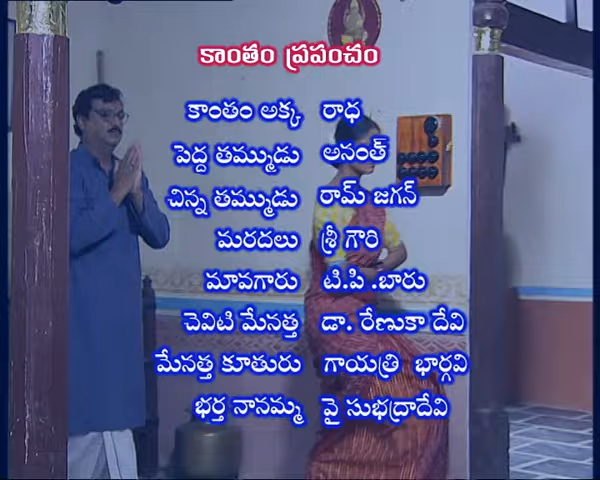 కాంతం ప్రపంచం
కాంతం అక్క రాధ
పెద్ద తమ్ముడు అనంత్
చిన్న తమ్ముడు రామ్ జగన్
మరదలు శ్రీ గౌరి
మావగారు టి.పి .బారు
చెవిటి మేనత్త డా. రేణుకా దేవి
మేనత్త కూతురు గాయత్రి భార్గవి
భర్త నానమ్మ వై సుభద్రాదేవి